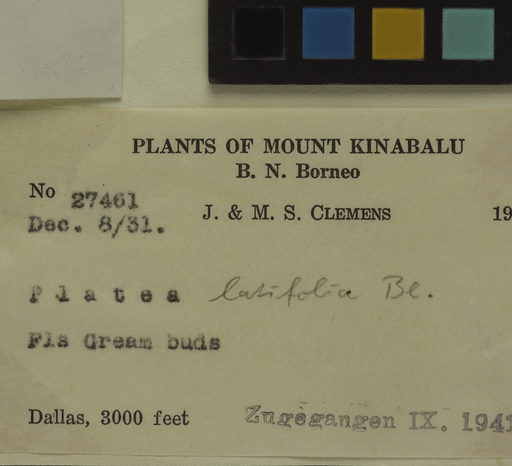 PLANTS OF MOUNT KINABALU
B. N. Borneo
No 27461
J. & M. S. CLEMENS 19
Dec. 8/31.
Platea latifolia Bl.
Fls Cream buds
Dallas, 3000 feet Zugegangen IX. 1941